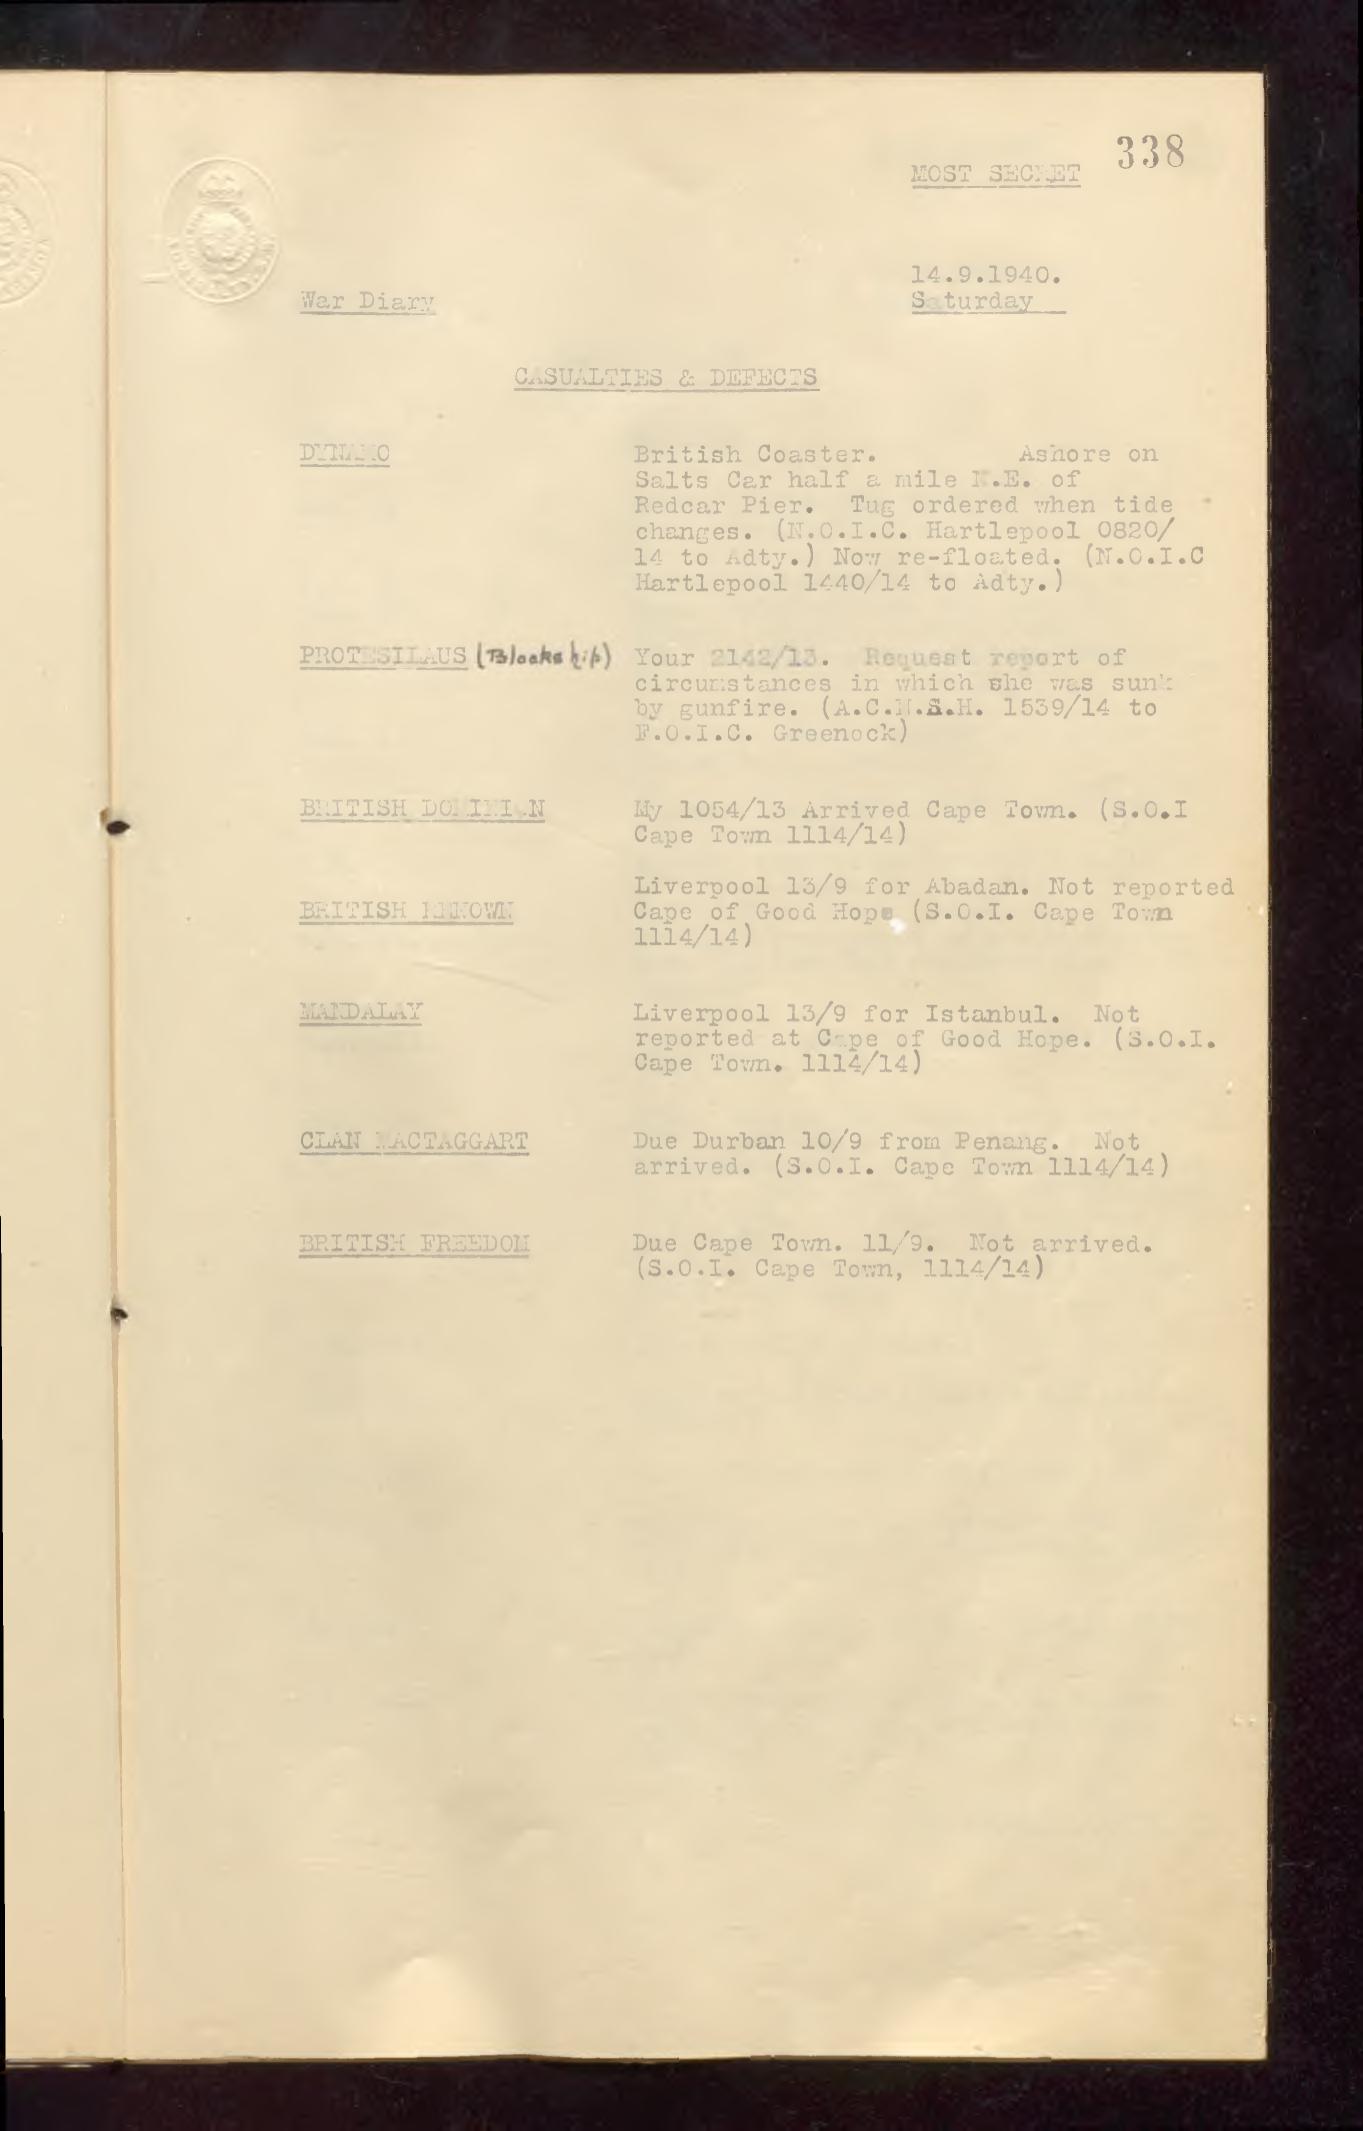 338
MOST SECRET
14.9.1940.
War Diary
Saturday
CASUALTIES & DEFECTS
DYNAMO British Coaster. Ashore on
Salts Car half a mile N.E. of
Redcar Pier. Tug ordered when tide
changes. (N.O.I.C. Hartlepool 0820/
14 to Adty.) Now re-floated. (N.O.I.C
Hartlepool 1440/14 to Adty.)
PROTESILAUS (Blockship) Your 2142/13. Request report of
circumstances in which she was sunk
by gunfire. (A.C.N.S.H. 1539/14 to
F.O.I.C. Greenock)
BRITISH DOMINION My 1054/13 Arrived Cape Town. (S.O.I
Cape Town 1114/14)
Liverpool 13/9 for Abadan. Not reported
BRITISH RENOWN Cape of Good Hope (S.O.I. Cape Town
1114/14)
MANDALAY Liverpool 13/9 for Istanbul. Not
reported at Cape of Good Hope. (S.O.I.
Cape Town. 1114/14)
CLAN MACTAGGART Due Durban 10/9 from Penang. Not
arrived. (S.O.I. Cape Town 1114/14)
BRITISH FREEDOM Due Cape Town. 11/9. Not arrived.
(S.O.I. Cape Town, 1114/14)